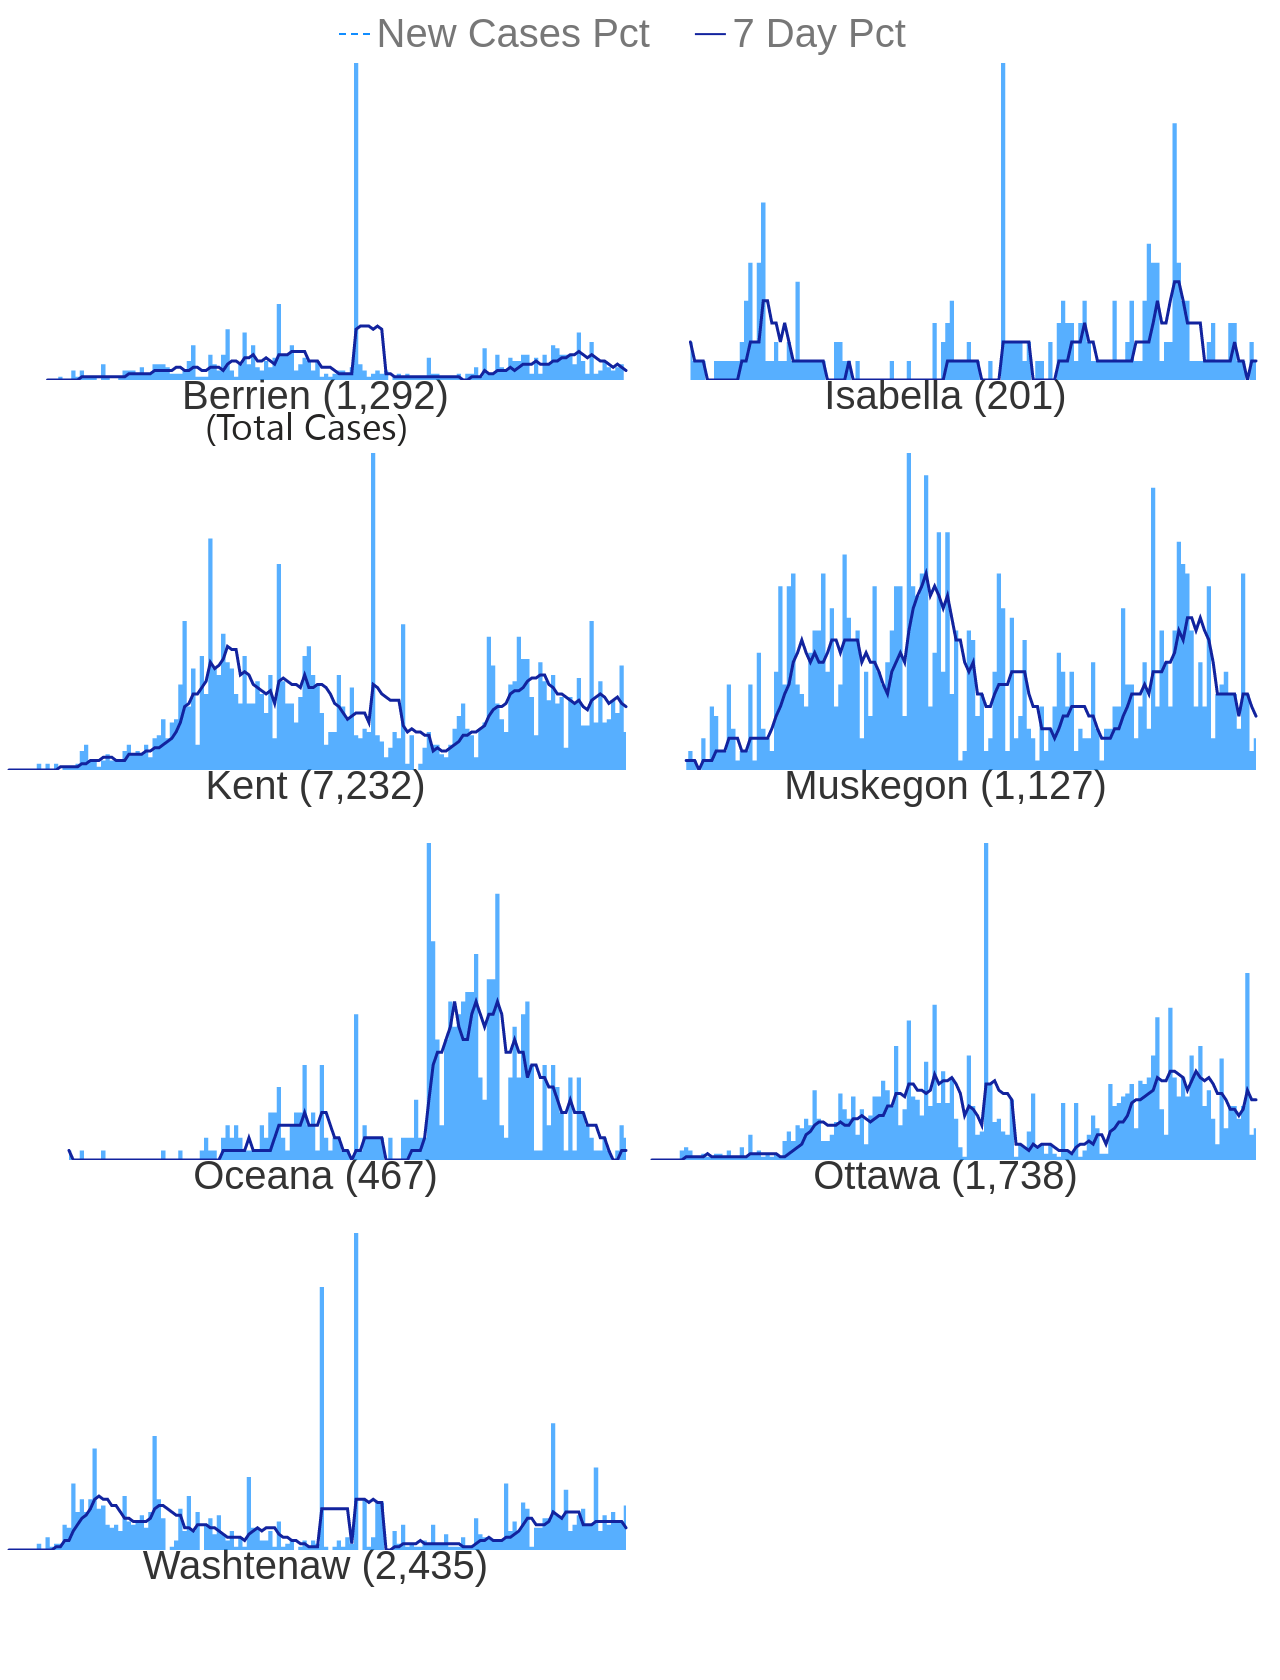 New Cases Pct 7 Day Pct
Berrien (1,292) Isabella (201)
(Total Cases)
Kent (7,232) Muskegon (1,127)
Oceana (467) Ottawa (1,738)
Washtenaw (2,435)